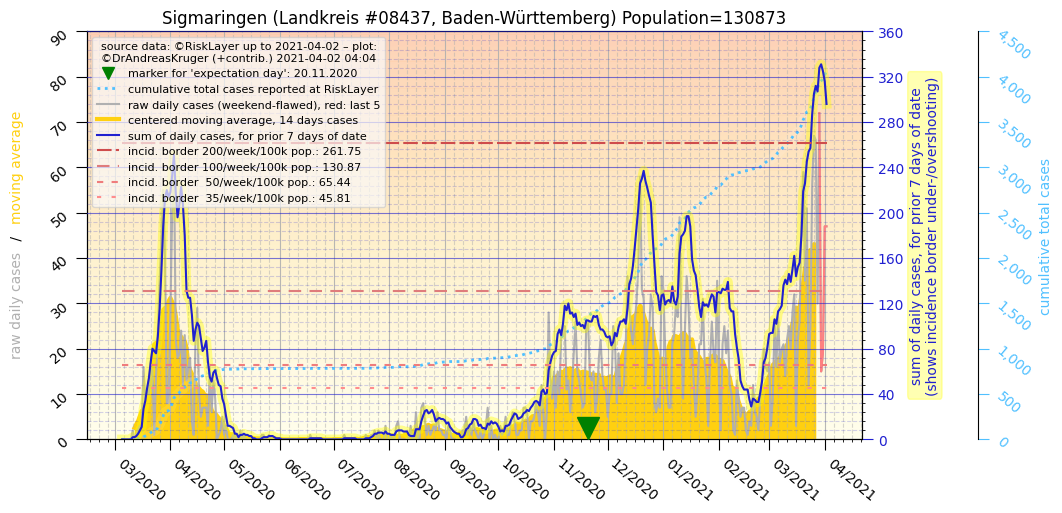 Sigmaringen (Landkreis #08437, Baden-Württemberg) Population=130873
source data: ©RiskLayer up to 2021-04-02 – plot:
©DrAndreasKruger (+contrib.) 2021-04-02 04:04
marker for 'expectation day': 20.11.2020
cumulative total cases reported at RiskLayer
raw daily cases (weekend-flawed), red: last 5
centered moving average, 14 days cases
sum of daily cases, for prior 7 days of date
incid. border 200/week/100k pop.: 261.75
incid. border 100/week/100k pop.: 130.87
incid. border  50/week/100k pop.: 65.44
incid. border  35/week/100k pop.: 45.81
raw daily cases / moving average
90
80
70
60
50
40
30
20
10
0
03/2020
04/2020
05/2020
06/2020
07/2020
08/2020
09/2020
10/2020
11/2020
12/2020
01/2021
02/2021
03/2021
04/2021
360
320
280
240
200
160
120
80
40
0
sum of daily cases, for prior 7 days of date
(shows incidence border under-/overshooting)
4,500
4,000
3,500
3,000
2,500
2,000
1,500
1,000
500
0
cumulative total cases